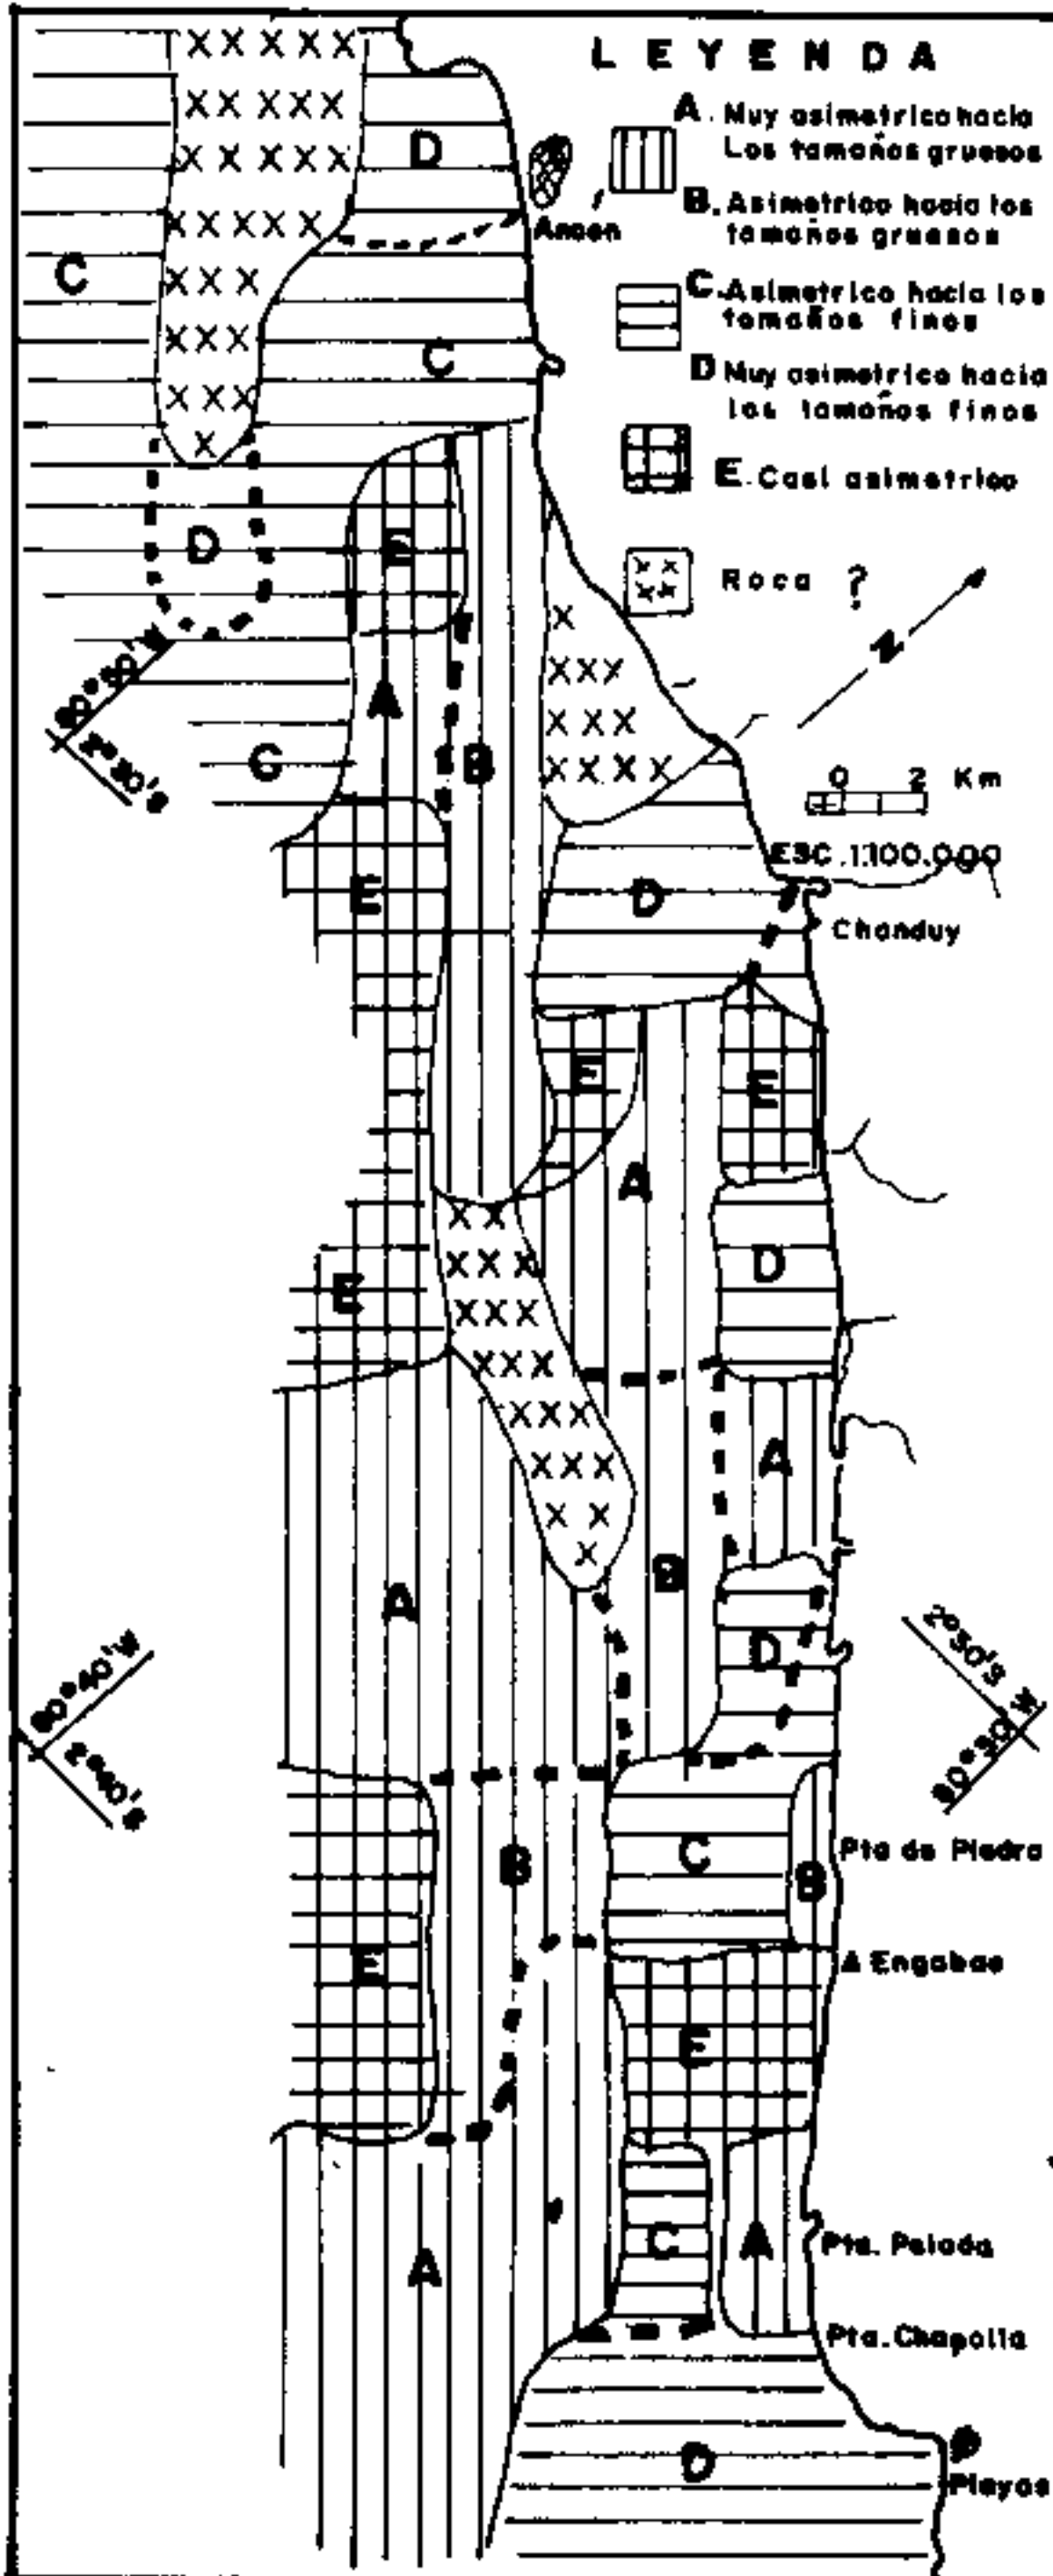 LEYENDA
A. Muy asimetrico hacia
Los tamaños gruesos
B. Asimetrico hacia los
tamaños gruesos
C. Asimetrico hacia los
tamaños finos
D Muy asimetrico hacia
los tamaños finos
E. Casi asimetrico
Roca ?
N
0 2 Km
ESC. 1:100.000
D
Ancon
C
C
D
E
80°50'W
2°30'S
A
B
C
E
D
Chanduy
E
E
A
E
D
A
A
B
D
80°40'W
2°40'S
2°30'S
80°30'W
C
B
B
Pta de Piedra
E
A Engabao
E
C
A
Pta. Pelada
A
Pta. Chapoila
D
Playas